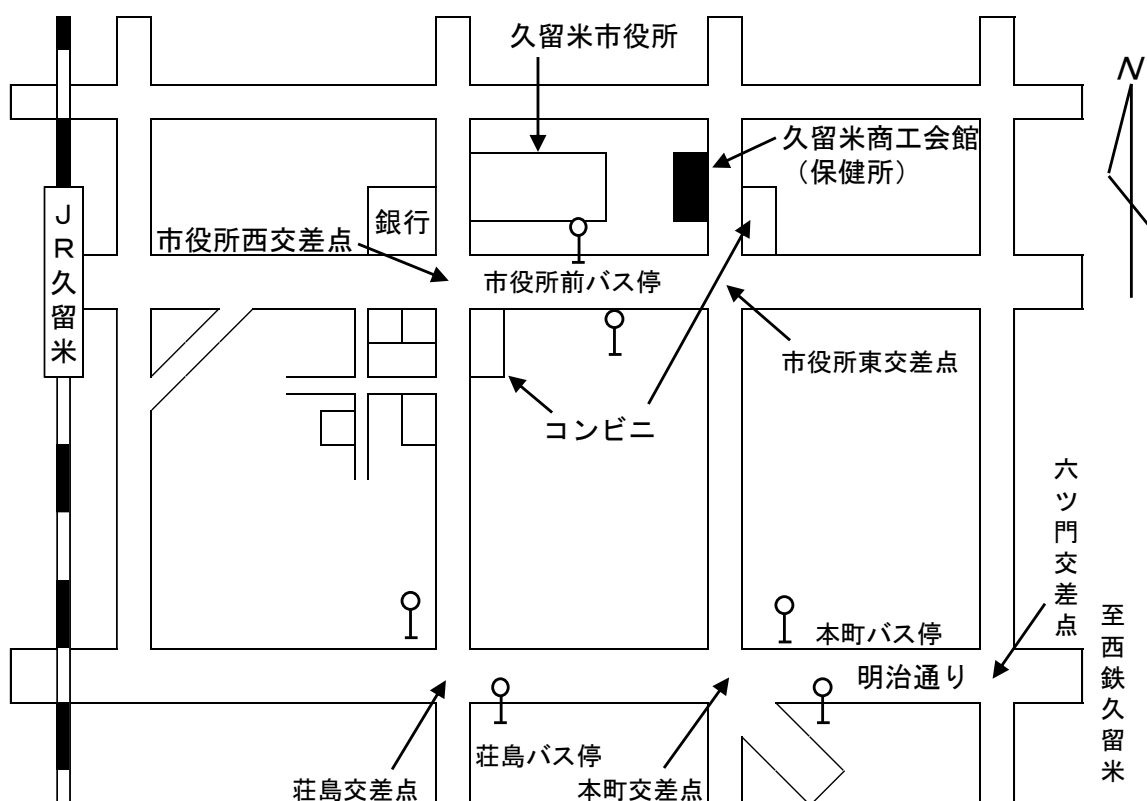 久留米市役所
N
久留米商工会館
（保健所）
JR久留米
銀行
市役所西交差点
市役所前バス停
市役所東交差点
コンビニ
六ツ門交差点
至西鉄久留米
本町バス停
明治通り
荘島バス停
荘島交差点
本町交差点